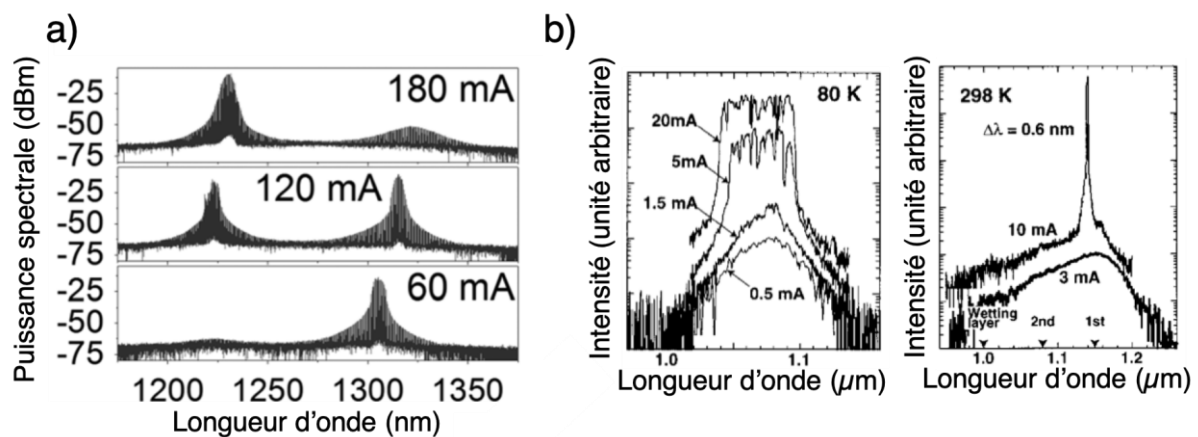 a)
Puissance spectrale (dBm)
-25
-50
-75
180 mA
-25
-50
-75
120 mA
-25
-50
-75
60 mA
1200 1250 1300 1350
Longueur d'onde (nm)
b)
Intensité (unité arbitraire)
80 K
20mA
5mA
1.5 mA
0.5 mA
1.0 1.1
Longueur d'onde (µm)
Intensité (unité arbitraire)
298 K
Δλ = 0.6 nm
10 mA
3 mA
Wetting
layer 2nd 1st
1.0 1.1 1.2
Longueur d'onde (µm)